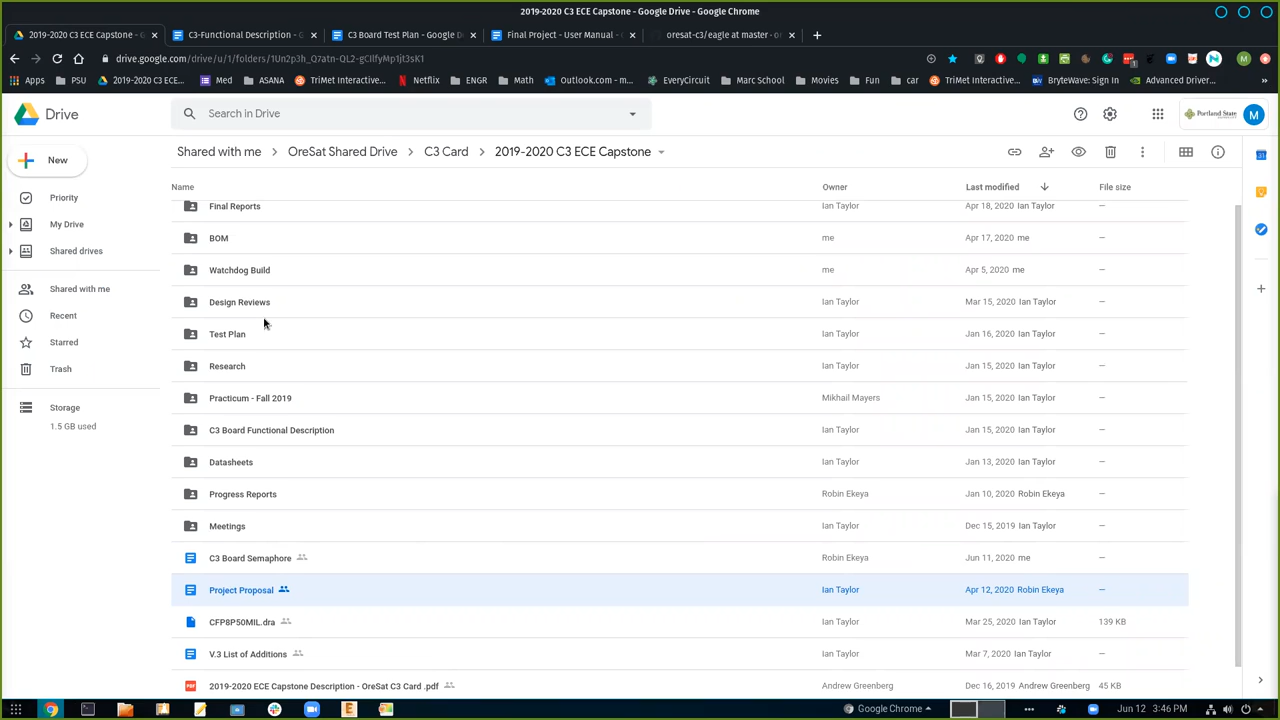 2019-2020 C3 ECE Capstone - Google Drive - Google Chrome
2019-2020 C3 ECE Capstone - G
C3-Functional Description -
C3 Board Test Plan - Google D
Final Project - User Manual -
oresat-c3/eagle at master · or
Apps
PSU
2019-2020 C3 ECE...
Med
ASANA
TriMet Interactive...
Netflix
ENGR
Math
Outlook.com - m...
EveryCircuit
Marc School
Movies
Fun
car
TriMet Interactive...
BryteWave: Sign In
Advanced Driver...
Drive
Search in Drive
Portland State
M
New
Shared with me
OreSat Shared Drive
C3 Card
2019-2020 C3 ECE Capstone
Name Owner Last modified File size
Priority
My Drive
Shared drives
Shared with me
Recent
Starred
Trash
Storage
1.5 GB used
Final Reports Ian Taylor Apr 18, 2020 Ian Taylor –
BOM me Apr 17, 2020 me –
Watchdog Build me Apr 5, 2020 me –
Design Reviews Ian Taylor Mar 15, 2020 Ian Taylor –
Test Plan Ian Taylor Jan 16, 2020 Ian Taylor –
Research Ian Taylor Jan 15, 2020 Ian Taylor –
Practicum - Fall 2019 Mikhail Mayers Jan 15, 2020 Ian Taylor –
C3 Board Functional Description Ian Taylor Jan 15, 2020 Ian Taylor –
Datasheets Ian Taylor Jan 13, 2020 Ian Taylor –
Progress Reports Robin Ekeya Jan 10, 2020 Robin Ekeya –
Meetings Ian Taylor Dec 15, 2019 Ian Taylor –
C3 Board Semaphore Robin Ekeya Jun 11, 2020 me –
Project Proposal Ian Taylor Apr 12, 2020 Robin Ekeya –
CFP8P50MIL.dra Ian Taylor Mar 25, 2020 Ian Taylor 139 KB
V.3 List of Additions Ian Taylor Mar 7, 2020 Ian Taylor –
2019-2020 ECE Capstone Description - OreSat C3 Card .pdf Andrew Greenberg Dec 16, 2019 Andrew Greenberg 45 KB
Google Chrome
Jun 12 3:46 PM